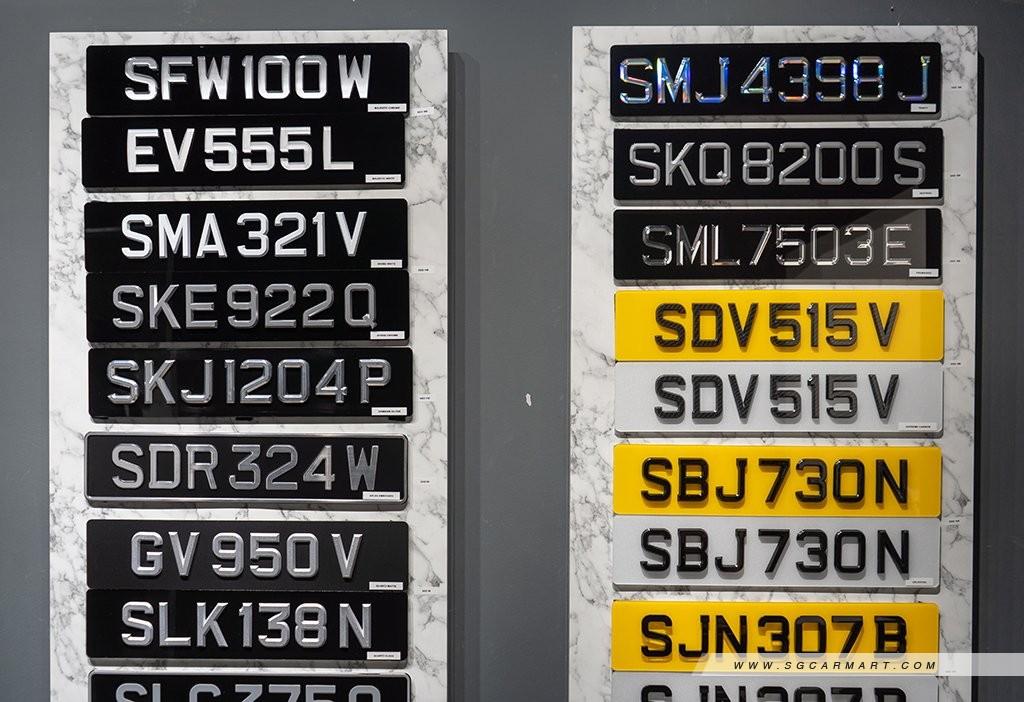 SFW100W
EV555L
SMA321V
SKE922Q
SKJ1204P
SDR324W
GV950V
SLK138N
SMJ4398J
SKQ8200S
SML7503E
SDV515V
SDV515V
SBJ730N
SBJ730N
SJN307B
WWW.SGCARMART.COM
SJN307B